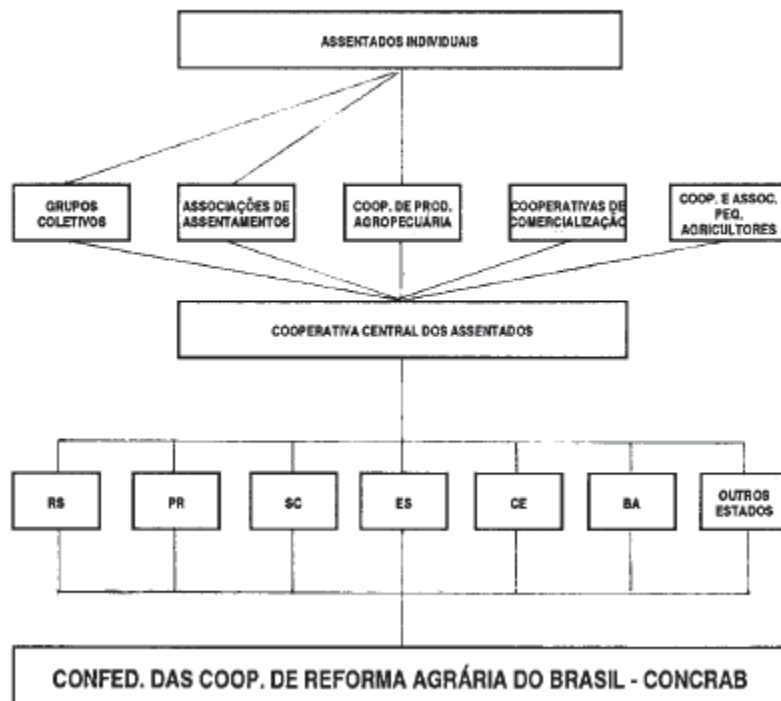 ASSENTADOS INDIVIDUAIS
GRUPOS
COLETIVOS
ASSOCIAÇÕES DE
ASSENTAMENTOS
COOP. DE PROD.
AGROPECUÁRIA
COOPERATIVAS DE
COMERCIALIZAÇÃO
COOP. E ASSOC.
PEQ.
AGRICULTORES
COOPERATIVA CENTRAL DOS ASSENTADOS
RS
PR
SC
ES
CE
BA
OUTROS
ESTADOS
CONFED. DAS COOP. DE REFORMA AGRÁRIA DO BRASIL - CONCRAB